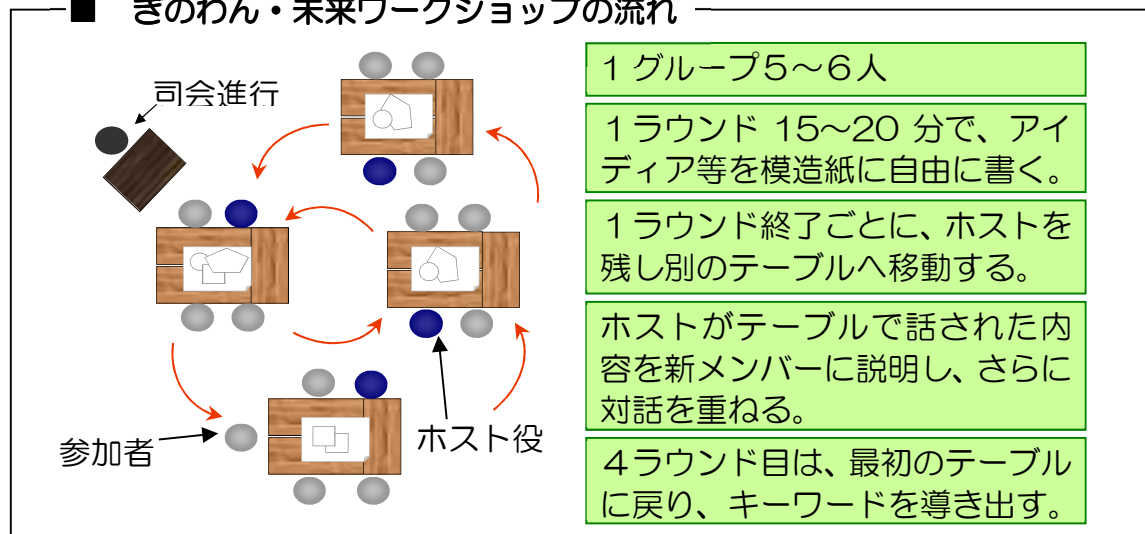 ■ ぎのわん・未来ワークショップの流れ
司会進行
参加者
ホスト役
1グループ5～6人
1ラウンド 15～20 分で、アイ
ディア等を模造紙に自由に書く。
1ラウンド終了ごとに、ホストを
残し別のテーブルへ移動する。
ホストがテーブルで話された内
容を新メンバーに説明し、さらに
対話を重ねる。
4ラウンド目は、最初のテーブル
に戻り、キーワードを導き出す。